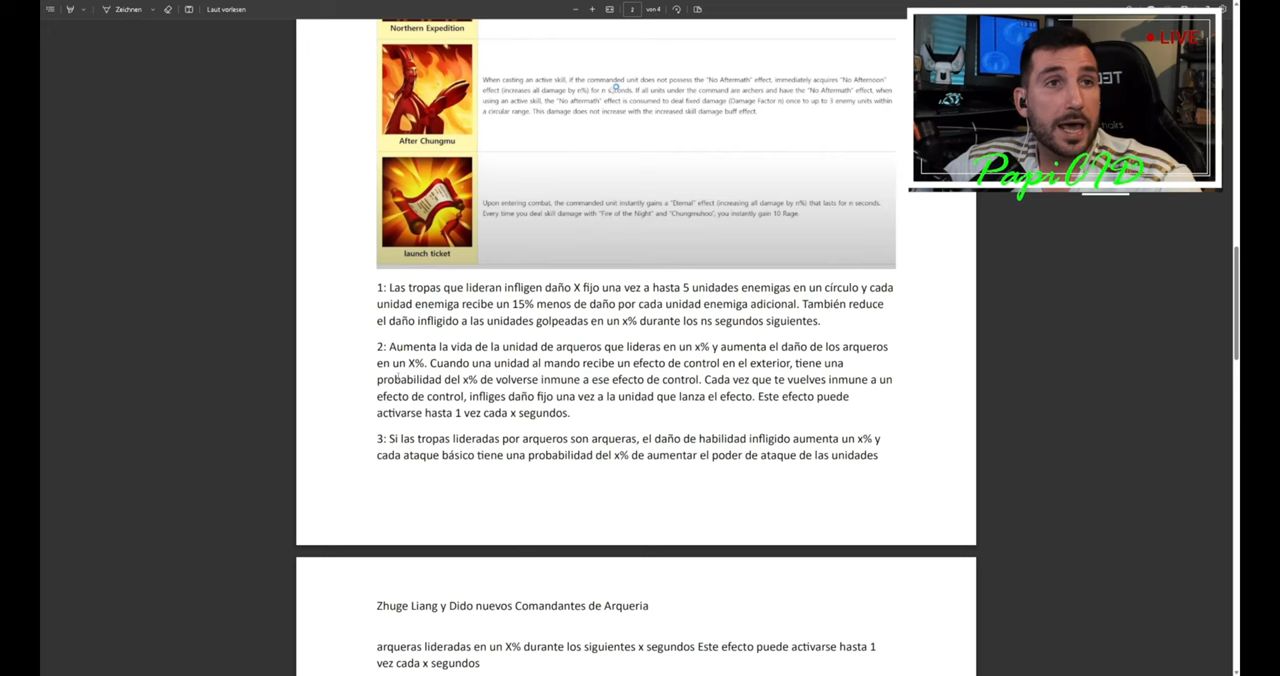 Zeichnen
Laut vorlesen
2
von 4
Northern Expedition
When casting an active skill, if the commanded unit does not possess the "No Aftermath" effect, immediately acquires "No Afternoon"
effect (increases all damage by n%) for n seconds. If all units under the command are archers and have the "No Aftermath" effect, when
using an active skill, the "No aftermath" effect is consumed to deal fixed damage (Damage Factor n) once to up to 3 enemy units within
a circular range. This damage does not increase with the increased skill damage buff effect.
After Chungmu
Upon entering combat, the commanded unit instantly gains a "Eternal" effect (increasing all damage by n%) that lasts for n seconds.
Every time you deal skill damage with "Fire of the Night" and "Chungmuhoo", you instantly gain 10 Rage.
launch ticket
1: Las tropas que lideran infligen daño X fijo una vez a hasta 5 unidades enemigas en un círculo y cada
unidad enemiga recibe un 15% menos de daño por cada unidad enemiga adicional. También reduce
el daño infligido a las unidades golpeadas en un x% durante los ns segundos siguientes.
2: Aumenta la vida de la unidad de arqueros que lideras en un x% y aumenta el daño de los arqueros
en un X%. Cuando una unidad al mando recibe un efecto de control en el exterior, tiene una
probabilidad del x% de volverse inmune a ese efecto de control. Cada vez que te vuelves inmune a un
efecto de control, infliges daño fijo una vez a la unidad que lanza el efecto. Este efecto puede
activarse hasta 1 vez cada x segundos.
3: Si las tropas lideradas por arqueros son arqueras, el daño de habilidad infligido aumenta un x% y
cada ataque básico tiene una probabilidad del x% de aumentar el poder de ataque de las unidades
Zhuge Liang y Dido nuevos Comandantes de Arqueria
arqueras lideradas en un X% durante los siguientes x segundos Este efecto puede activarse hasta 1
vez cada x segundos
LIVE
PapiCID